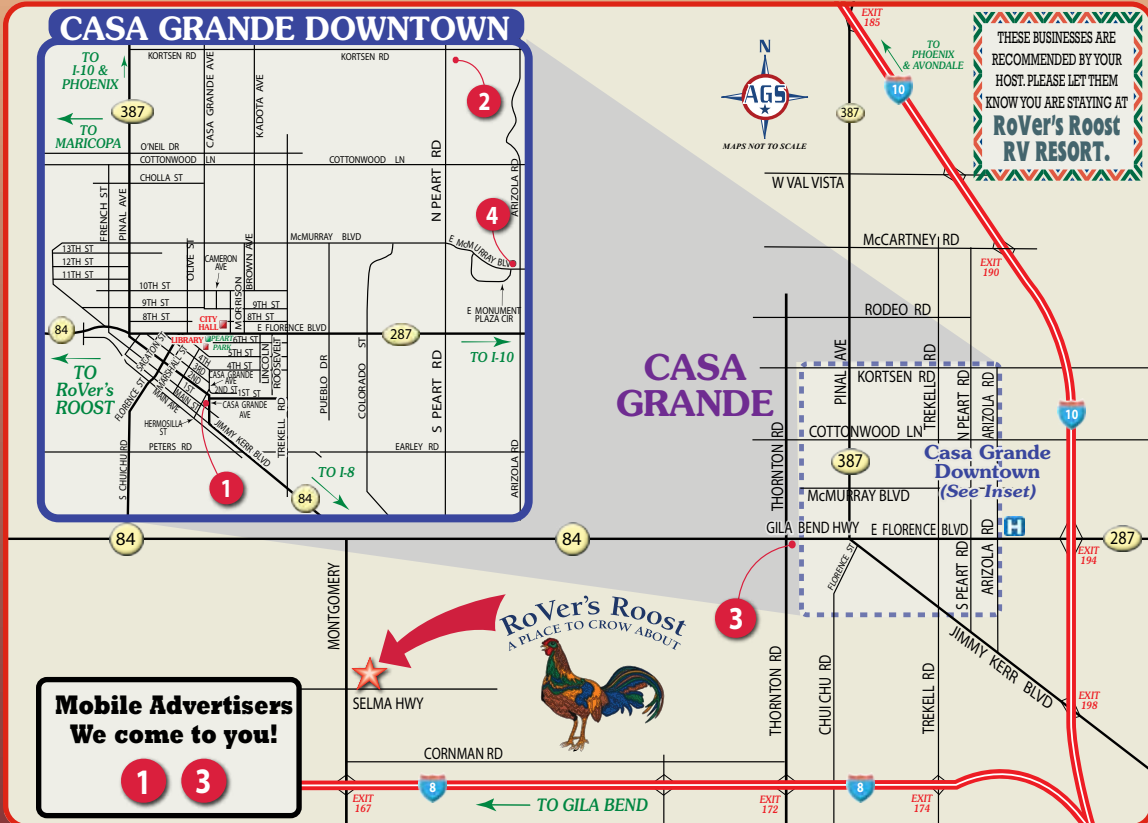 CASA GRANDE DOWNTOWN
KORTSEN RD
KORTSEN RD
TO
I-10 &
PHOENIX
387
TO
MARICOPA
CASA GRANDE AVE
KADOTA AVE
2
O'NEIL DR
COTTONWOOD LN
COTTONWOOD LN
CHOLLA ST
FRENCH ST
PINAL AVE
N PEART RD
ARIZOLA RD
4
McMURRAY BLVD
E McMURRAY BLVD
13TH ST
12TH ST
11TH ST
OLIVE ST
CAMERON
AVE
BROWN AVE
MORRISON
10TH ST
9TH ST
9TH ST
8TH ST
8TH ST
CITY
HALL
E FLORENCE BLVD
E MONUMENT
PLAZA CIR
84
287
TO I-10
LIBRARY
PEART
PARK
6TH ST
5TH ST
4TH ST
SACATON ST
MARSHALL ST
4TH
3RD
2ND
1ST
CASA GRANDE
AVE
2ND ST
1ST ST
LINCOLN
ROOSEVELT
TO
RoVer's
ROOST
FLORENCE ST
MAIN ST
MAIN AVE
CASA GRANDE
AVE
HERMOSILLA
ST
JIMMY KERR BLVD
TREKELL RD
PUEBLO DR
COLORADO ST
S PEART RD
PETERS RD
EARLEY RD
S CHUICHU RD
1
TO I-8
84
ARIZOLA RD
N
AGS
MAPS NOT TO SCALE
EXIT
185
TO
PHOENIX
& AVONDALE
10
THESE BUSINESSES ARE
RECOMMENDED BY YOUR
HOST. PLEASE LET THEM
KNOW YOU ARE STAYING AT
RoVer's Roost
RV RESORT.
387
W VAL VISTA
McCARTNEY RD
EXIT
190
RODEO RD
CASA
GRANDE
PINAL AVE
KORTSEN RD
TREKELL RD
N PEART RD
ARIZOLA RD
10
COTTONWOOD LN
THORNTON RD
387
Casa Grande
Downtown
(See Inset)
McMURRAY BLVD
GILA BEND HWY
E FLORENCE BLVD
H
84
84
287
EXIT
194
FLORENCE ST
S PEART RD
ARIZOLA RD
3
MONTGOMERY
RoVer's Roost
A PLACE TO CROW ABOUT
JIMMY KERR BLVD
SELMA HWY
THORNTON RD
CHUICHU RD
TREKELL RD
EXIT
198
Mobile Advertisers
We come to you!
1 3
CORNMAN RD
8
8
EXIT
167
TO GILA BEND
EXIT
172
EXIT
174